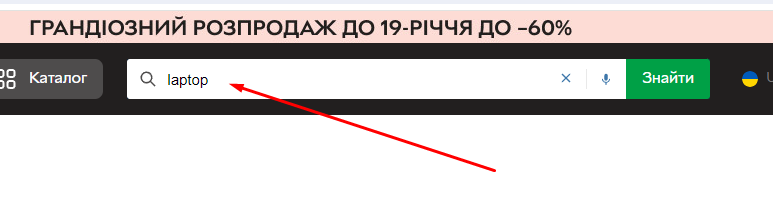 ГРАНДІОЗНИЙ РОЗПРОДАЖ ДО 19-РІЧЧЯ ДО −60%
Каталог laptop Знайти